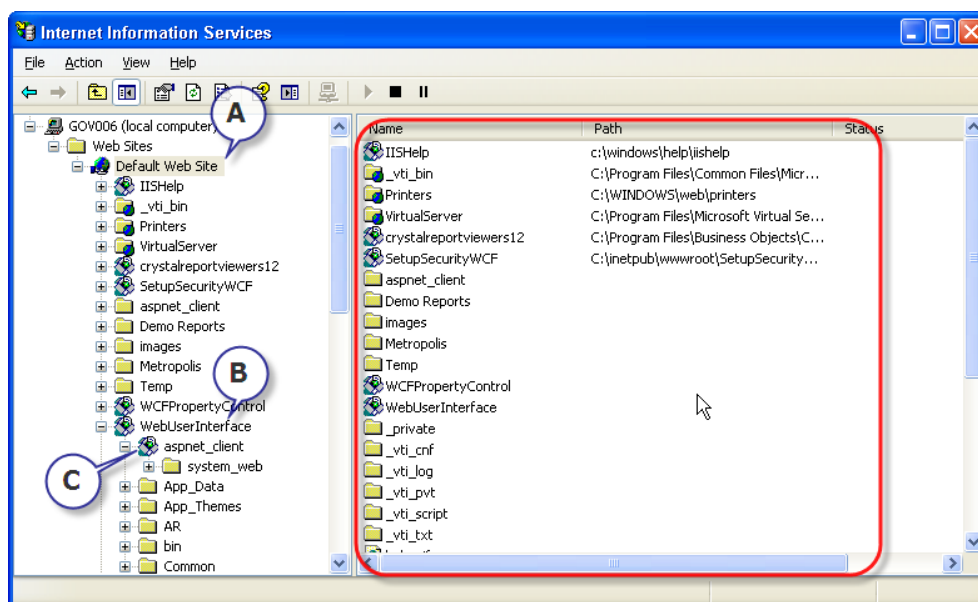 Internet Information Services
File Action View Help
A
GOV006 (local computer)
Web Sites
Default Web Site
IISHelp
_vti_bin
Printers
VirtualServer
crystalreportviewers12
SetupSecurityWCF
aspnet_client
Demo Reports
images
Metropolis
B
Temp
WCFPropertyControl
WebUserInterface
aspnet_client
C
system_web
App_Data
App_Themes
AR
bin
Common
Name Path Status
IISHelp c:\windows\help\iishelp
_vti_bin C:\Program Files\Common Files\Micr...
Printers C:\WINDOWS\web\printers
VirtualServer C:\Program Files\Microsoft Virtual Se...
crystalreportviewers12 C:\Program Files\Business Objects\C...
SetupSecurityWCF C:\inetpub\wwwroot\SetupSecurity...
aspnet_client
Demo Reports
images
Metropolis
Temp
WCFPropertyControl
WebUserInterface
_private
_vti_cnf
_vti_log
_vti_pvt
_vti_script
_vti_txt